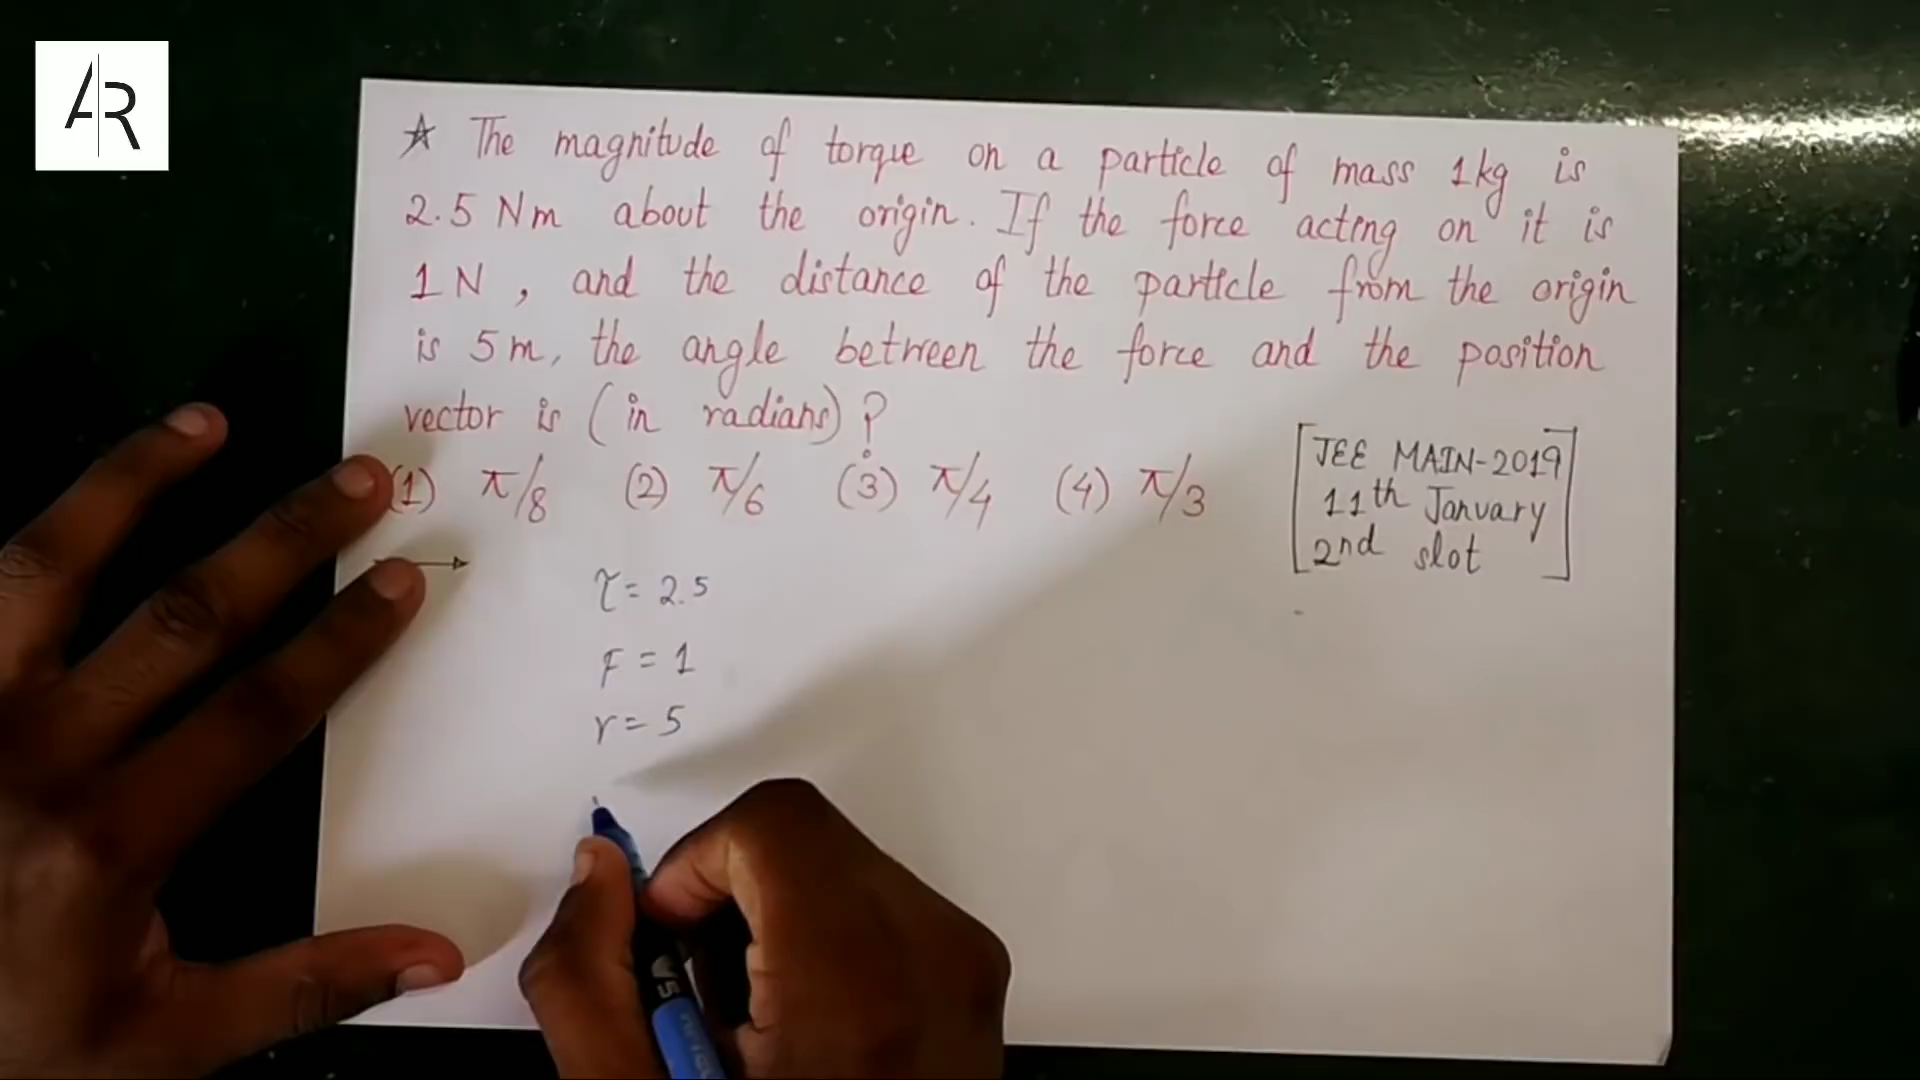 AR
☆ The magnitude of torque on a particle of mass 1kg is
2.5 Nm about the origin. If the force acting on it is
1 N , and the distance of the particle from the origin
is 5m, the angle between the force and the position
vector is (in radians) ?
(1) π/8 (2) π/6 (3) π/4 (4) π/3
[JEE MAIN-2019
11th January
2nd slot]
τ = 2.5
F = 1
r = 5
V5